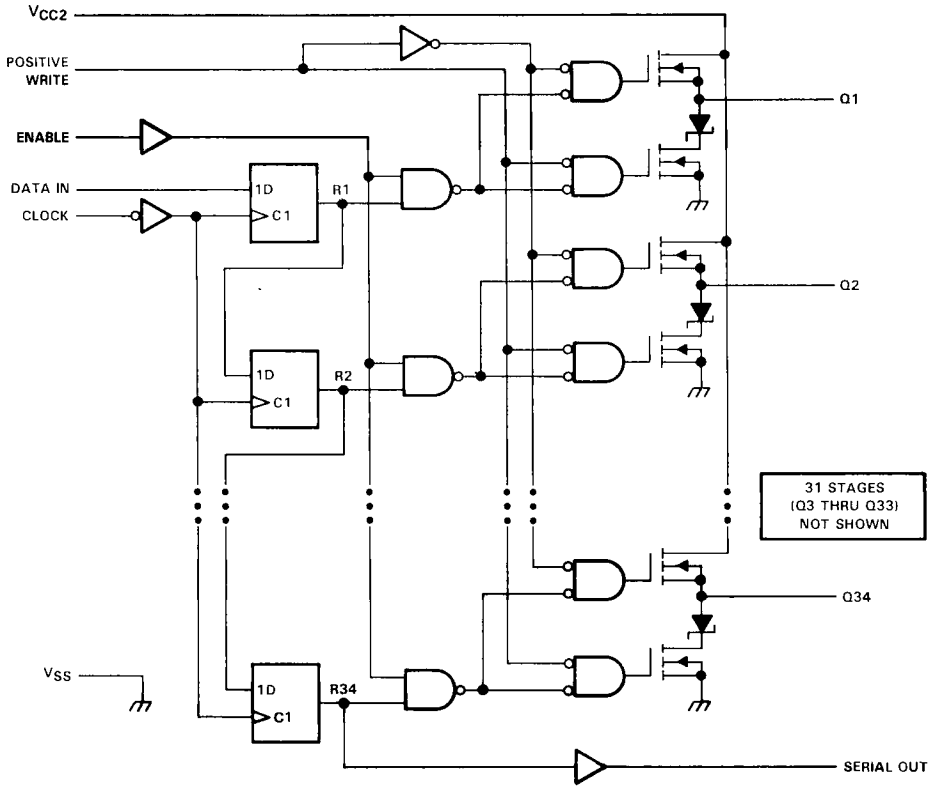 VCC2
POSITIVE
WRITE
Q1
ENABLE
DATA IN
1D
R1
CLOCK
C1
Q2
1D
R2
C1
31 STAGES
(Q3 THRU Q33)
NOT SHOWN
Q34
VSS
1D
R34
C1
SERIAL OUT